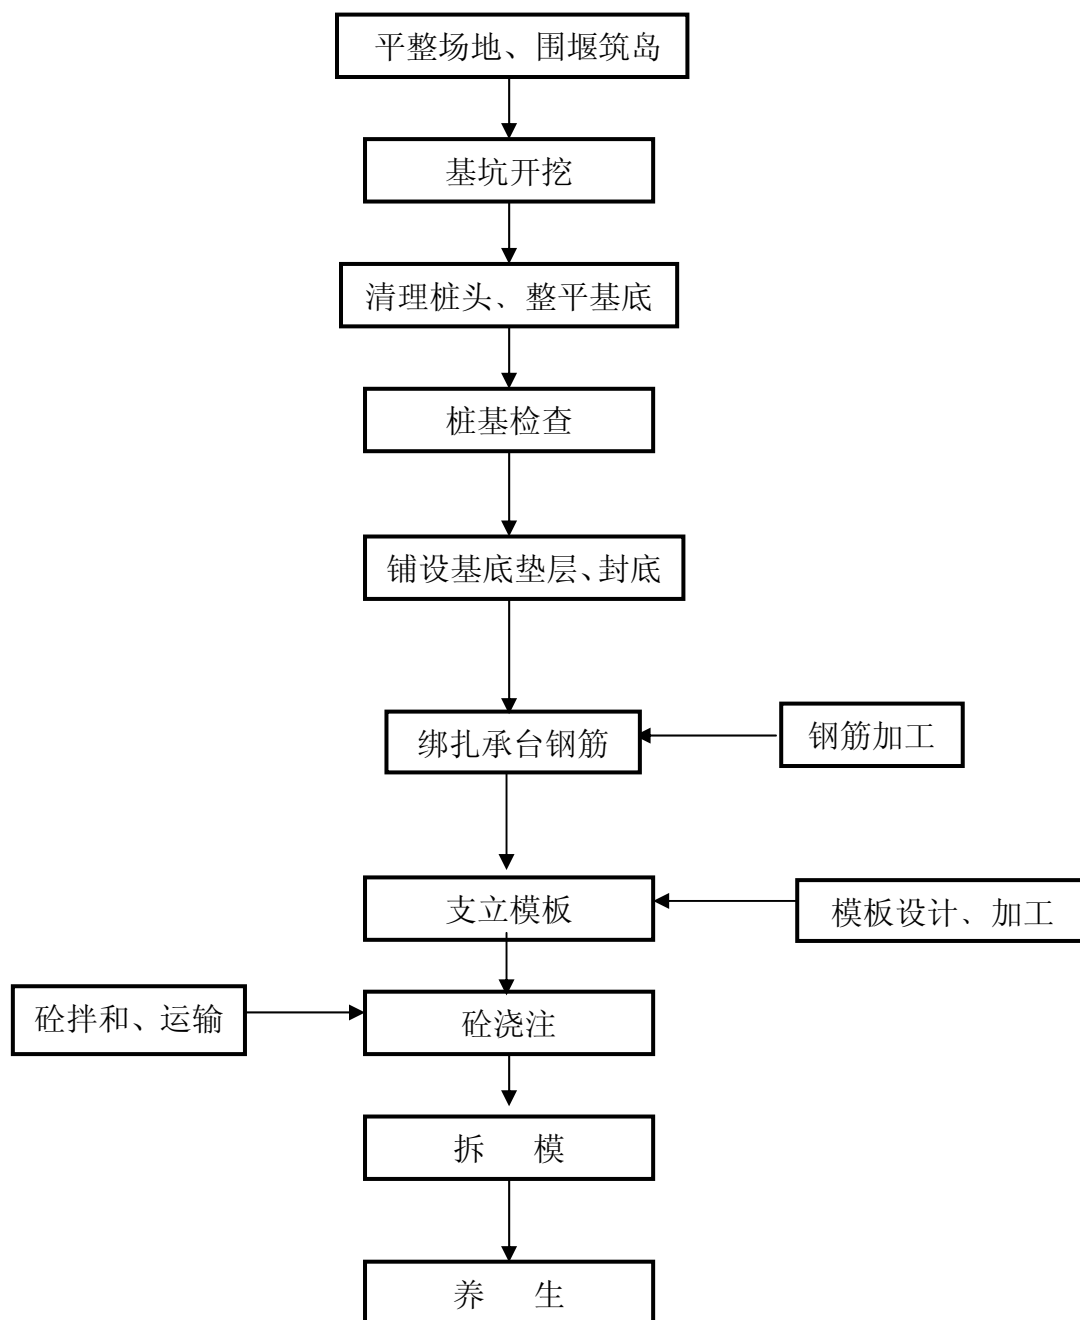 平整场地、围堰筑岛
基坑开挖
清理桩头、整平基底
桩基检查
铺设基底垫层、封底
绑扎承台钢筋
钢筋加工
支立模板
模板设计、加工
砼拌和、运输
砼浇注
拆 模
养 生